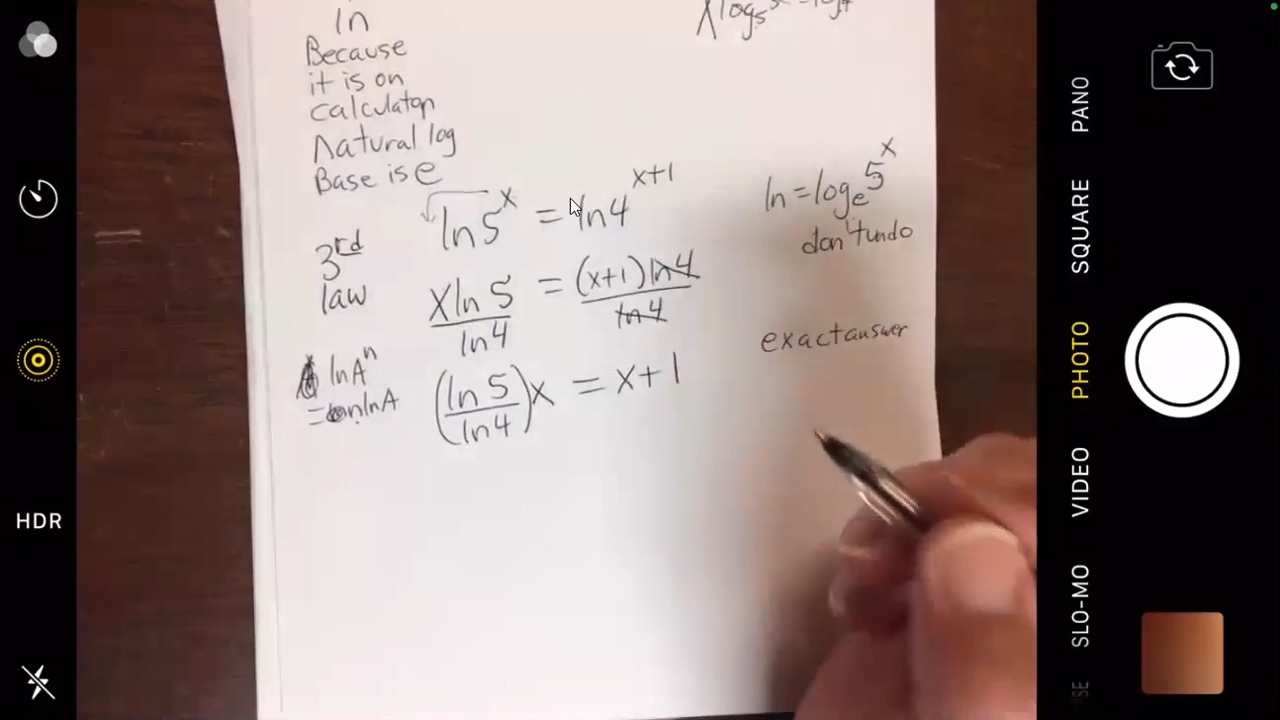 ln
Because
it is on
calculator
Natural log
Base is e
ln 5^x = ln 4^(x+1)
3rd
law
x ln 5 / ln 4 = (x+1) ln 4 / ln 4
ln A^n
= n ln A
(ln 5 / ln 4) x = x+1
ln = log_e 5^x
don't undo
exact answer
HDR
PANO
SQUARE
PHOTO
VIDEO
SLO-MO
SE